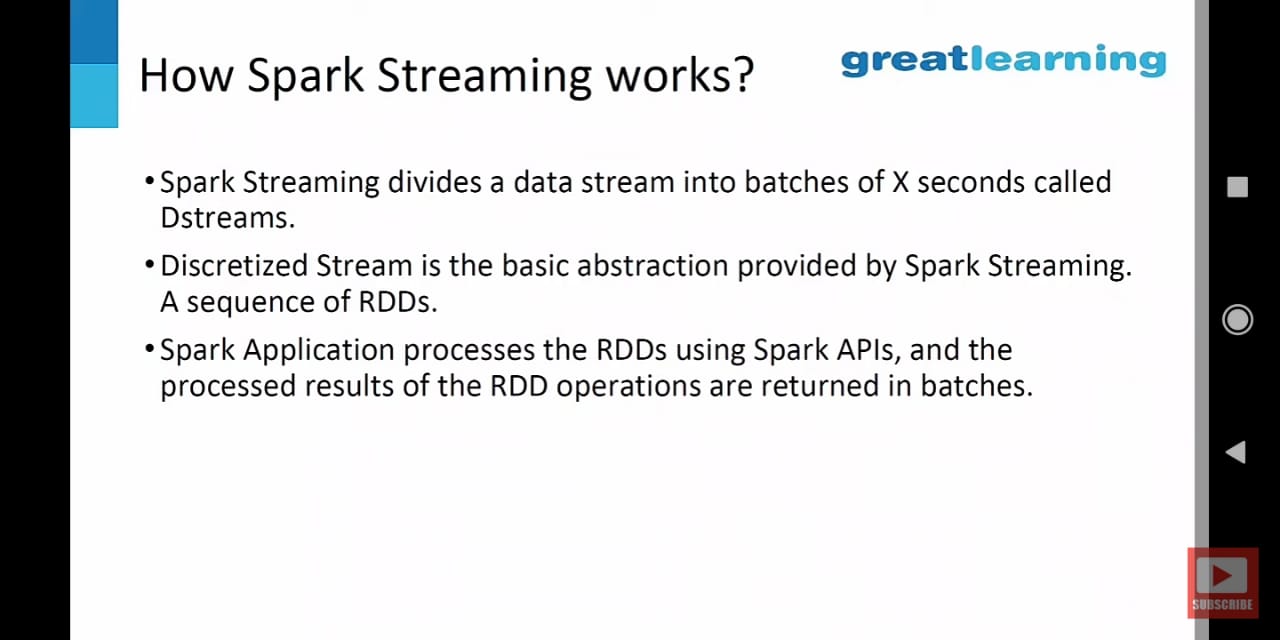 How Spark Streaming works?
greatlearning
•Spark Streaming divides a data stream into batches of X seconds called
Dstreams.
•Discretized Stream is the basic abstraction provided by Spark Streaming.
A sequence of RDDs.
•Spark Application processes the RDDs using Spark APIs, and the
processed results of the RDD operations are returned in batches.
SUBSCRIBE